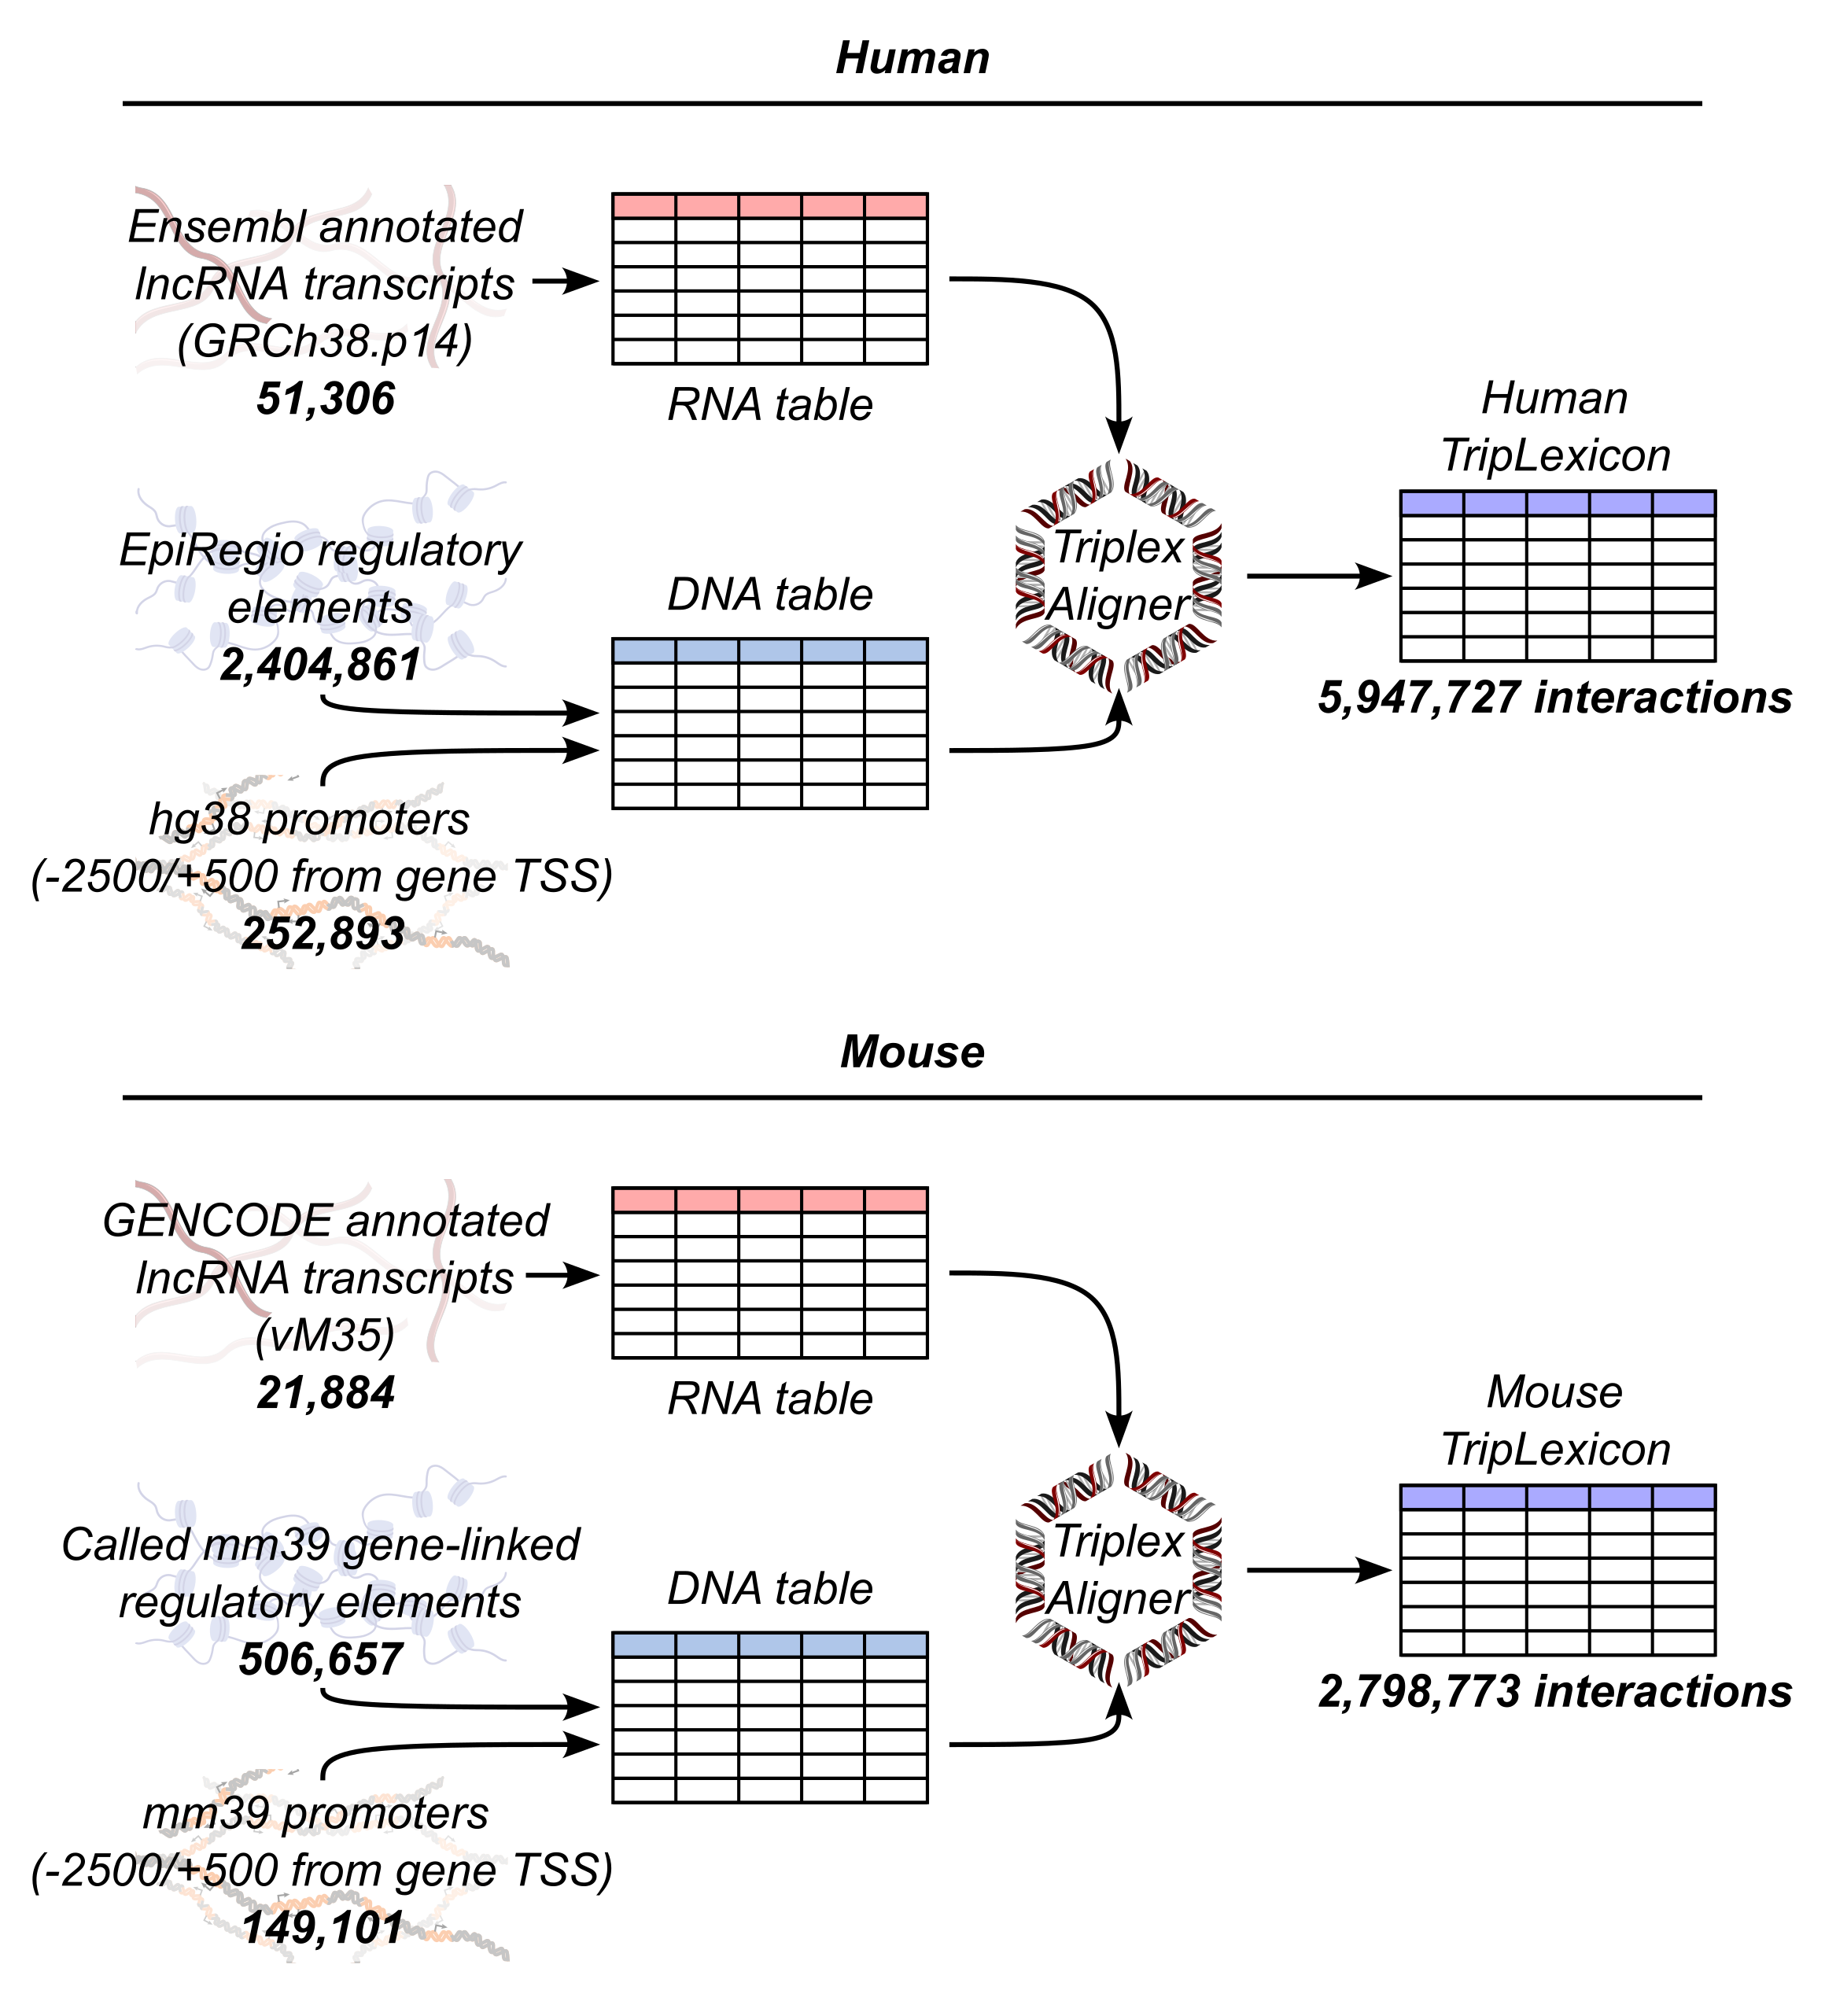 Human
Ensembl annotated
lncRNA transcripts
(GRCh38.p14)
51,306
RNA table
EpiRegio regulatory
elements
2,404,861
DNA table
hg38 promoters
(-2500/+500 from gene TSS)
252,893
Triplex
Aligner
Human
TripLexicon
5,947,727 interactions
Mouse
GENCODE annotated
lncRNA transcripts
(vM35)
21,884
RNA table
Called mm39 gene-linked
regulatory elements
506,657
DNA table
mm39 promoters
(-2500/+500 from gene TSS)
149,101
Triplex
Aligner
Mouse
TripLexicon
2,798,773 interactions